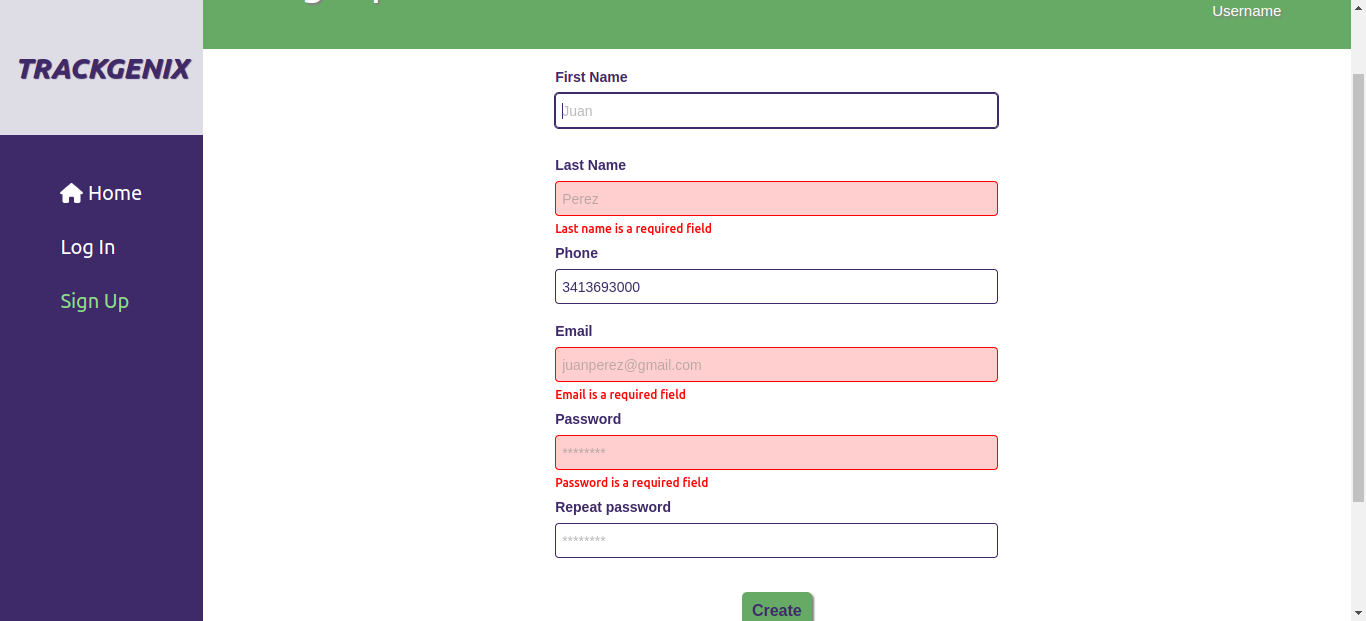 Username
TRACKGENIX
Home
Log In
Sign Up
First Name
Juan
Last Name
Perez
Last name is a required field
Phone
3413693000
Email
juanperez@gmail.com
Email is a required field
Password
********
Password is a required field
Repeat password
********
Create